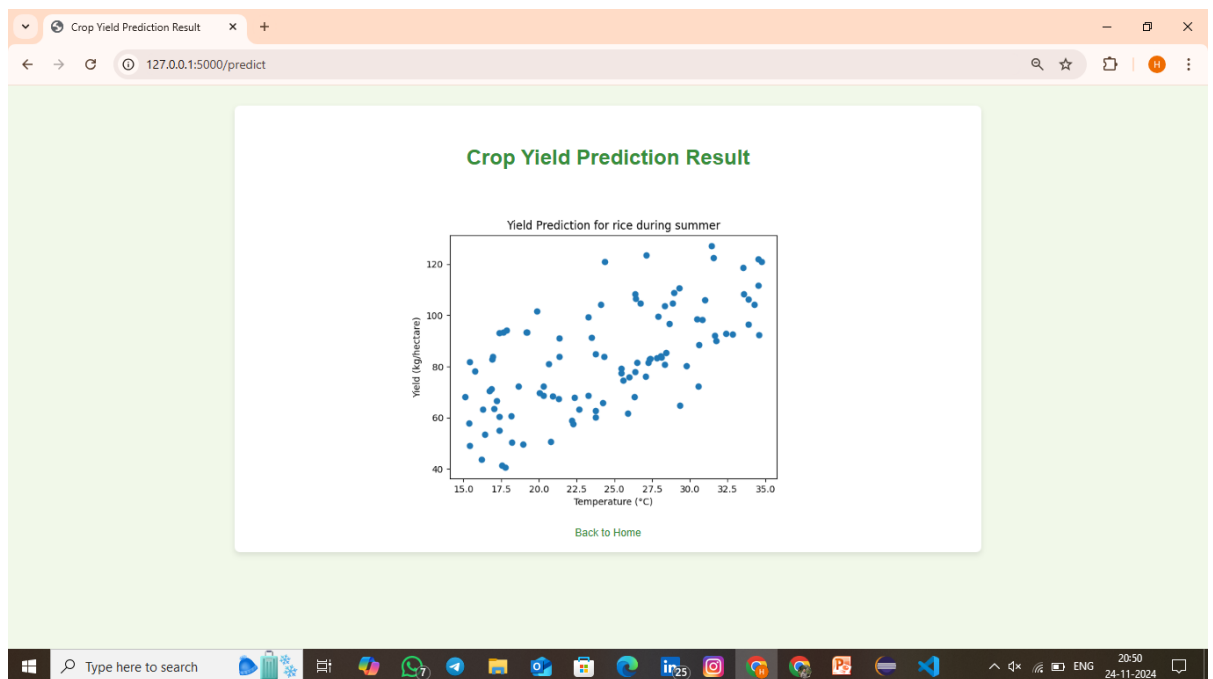 Crop Yield Prediction Result
127.0.0.1:5000/predict
H
Crop Yield Prediction Result
Yield Prediction for rice during summer
Yield (kg/hectare)
120
100
80
60
40
15.0 17.5 20.0 22.5 25.0 27.5 30.0 32.5 35.0
Temperature (°C)
Back to Home
Type here to search
7
in 25
ENG
20:50
24-11-2024